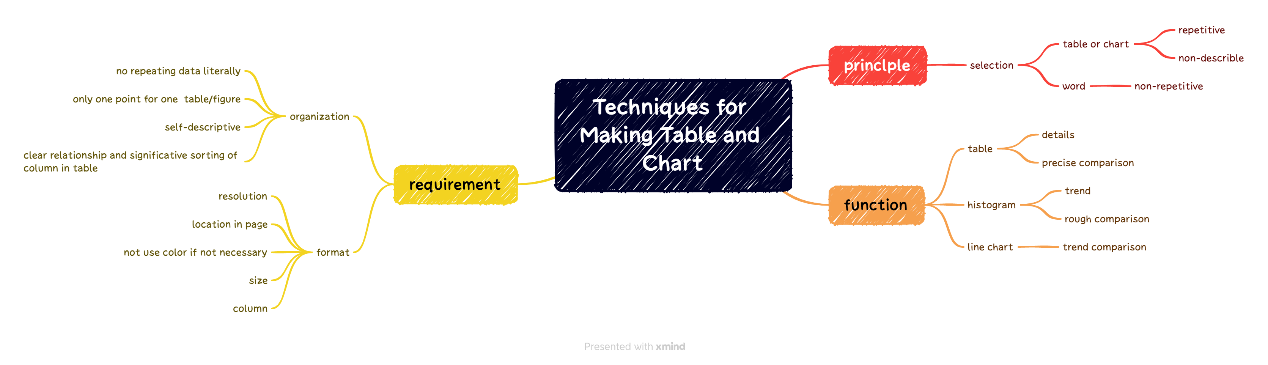 Techniques for
Making Table and
Chart
princlple
selection
table or chart
repetitive
non-describle
word
non-repetitive
function
table
details
precise comparison
histogram
trend
rough comparison
line chart
trend comparison
requirement
organization
no repeating data literally
only one point for one table/figure
self-descriptive
clear relationship and significative sorting of
column in table
format
resolution
location in page
not use color if not necessary
size
column
Presented with xmind